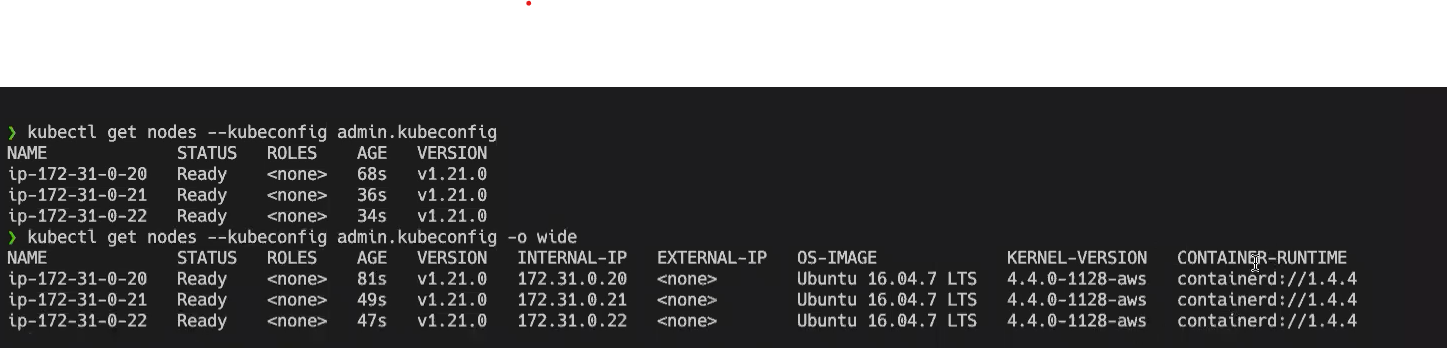 ❯ kubectl get nodes --kubeconfig admin.kubeconfig
NAME STATUS ROLES AGE VERSION
ip-172-31-0-20 Ready <none> 68s v1.21.0
ip-172-31-0-21 Ready <none> 36s v1.21.0
ip-172-31-0-22 Ready <none> 34s v1.21.0
❯ kubectl get nodes --kubeconfig admin.kubeconfig -o wide
NAME STATUS ROLES AGE VERSION INTERNAL-IP EXTERNAL-IP OS-IMAGE KERNEL-VERSION CONTAINER-RUNTIME
ip-172-31-0-20 Ready <none> 81s v1.21.0 172.31.0.20 <none> Ubuntu 16.04.7 LTS 4.4.0-1128-aws containerd://1.4.4
ip-172-31-0-21 Ready <none> 49s v1.21.0 172.31.0.21 <none> Ubuntu 16.04.7 LTS 4.4.0-1128-aws containerd://1.4.4
ip-172-31-0-22 Ready <none> 47s v1.21.0 172.31.0.22 <none> Ubuntu 16.04.7 LTS 4.4.0-1128-aws containerd://1.4.4